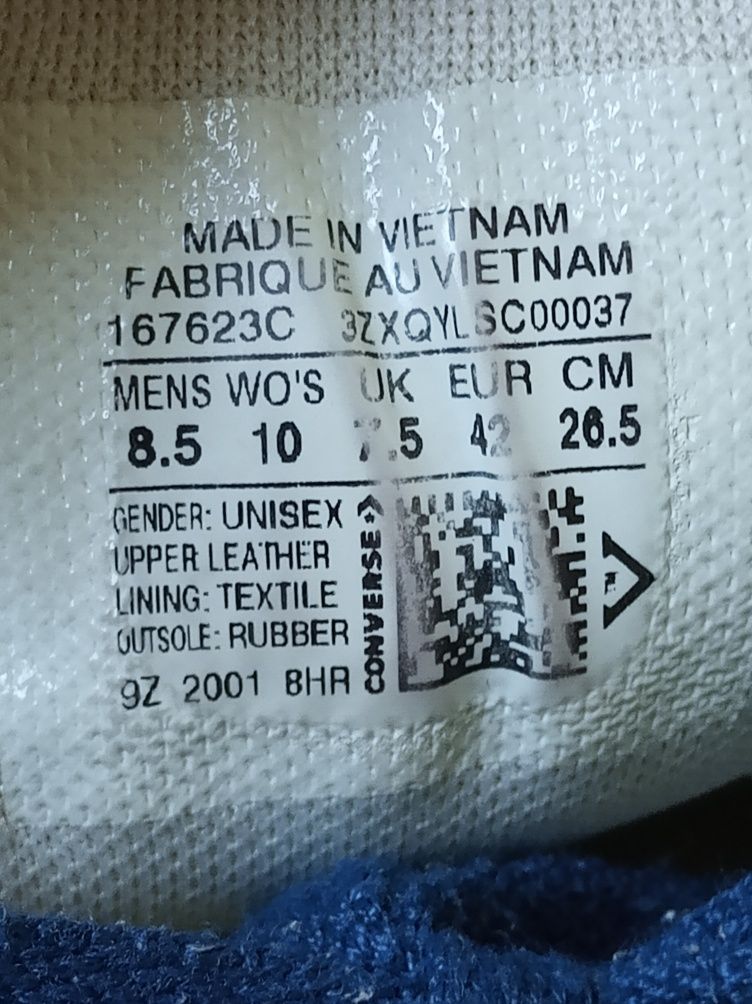 MADE IN VIETNAM
FABRIQUE AU VIETNAM
167623C 3ZXQYLSC00037
MENS WO'S UK EUR CM
8.5 10 7.5 42 26.5
GENDER: UNISEX
UPPER LEATHER
LINING: TEXTILE
OUTSOLE: RUBBER
9Z 2001 8HR
CONVERSE